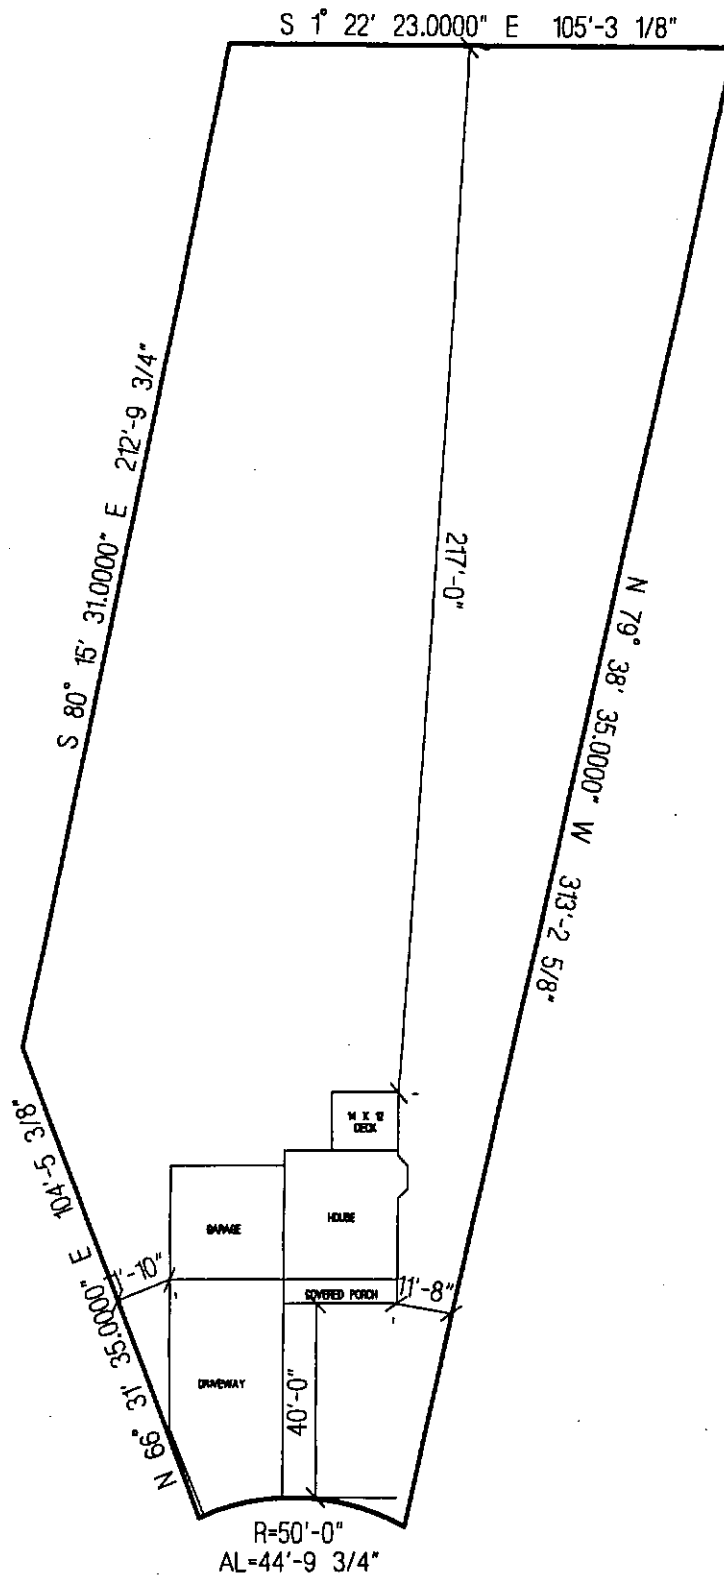 S 1° 22' 23.0000" E 105'-3 1/8"
S 80° 15' 31.0000" E 212'-9 3/4"
217'-0"
N 79° 38' 35.0000" W 313'-2 5/8"
14 X 12
DECK
N 66° 31' 35.0000" E 104'-5 3/8"
GARAGE
HOUSE
COVERED PORCH
11'-8"
DRIVEWAY
40'-0"
R=50'-0"
AL=44'-9 3/4"